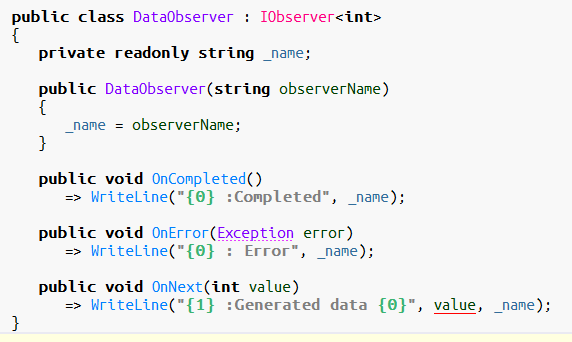 public class DataObserver : IObserver<int>
{
private readonly string _name;
public DataObserver(string observerName)
{
_name = observerName;
}
public void OnCompleted()
=> WriteLine("{0} :Completed", _name);
public void OnError(Exception error)
=> WriteLine("{0} : Error", _name);
public void OnNext(int value)
=> WriteLine("{1} :Generated data {0}", value, _name);
}